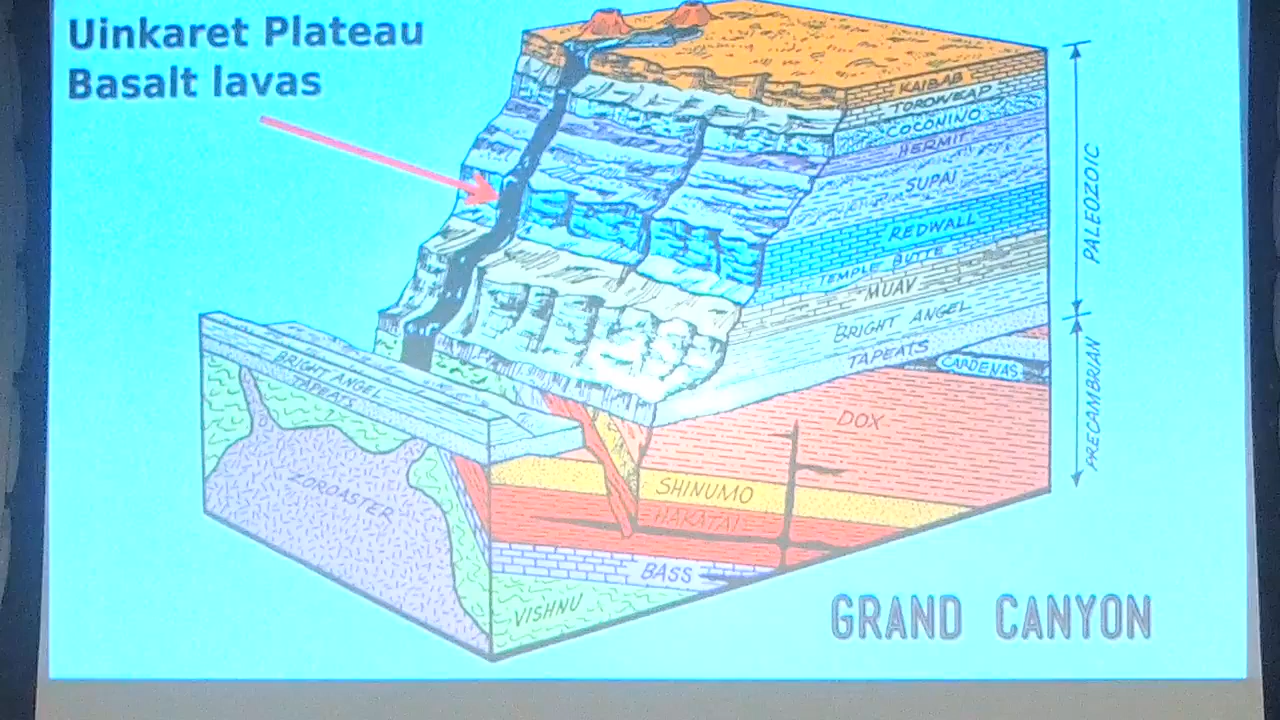 Uinkaret Plateau
Basalt lavas
KAIBAB
TOROWEAP
COCONINO
HERMIT
SUPAI
REDWALL
TEMPLE BUTTE
MUAV
BRIGHT ANGEL
TAPEATS
CARDENAS
DOX
SHINUMO
HAKATAI
BASS
VISHNU
BRIGHT ANGEL
TAPEATS
ZOROASTER
PALEOZOIC
PRECAMBRIAN
GRAND CANYON